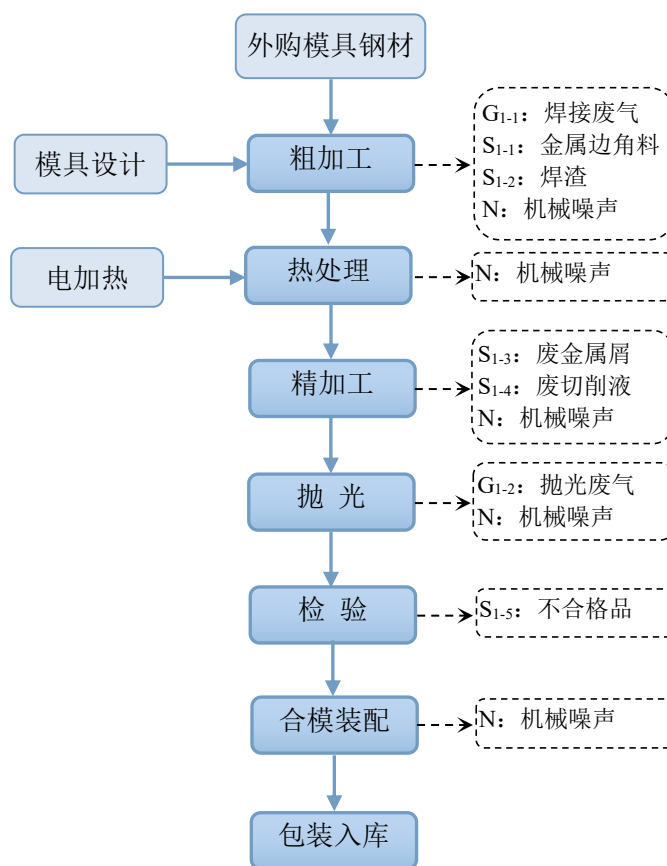 外购模具钢材
G₁₋₁：焊接废气
S₁₋₁：金属边角料
S₁₋₂：焊渣
N：机械噪声
模具设计
粗加工
电加热
热处理
N：机械噪声
S₁₋₃：废金属屑
S₁₋₄：废切削液
N：机械噪声
精加工
抛 光
G₁₋₂：抛光废气
N：机械噪声
检 验
S₁₋₅：不合格品
合模装配
N：机械噪声
包装入库